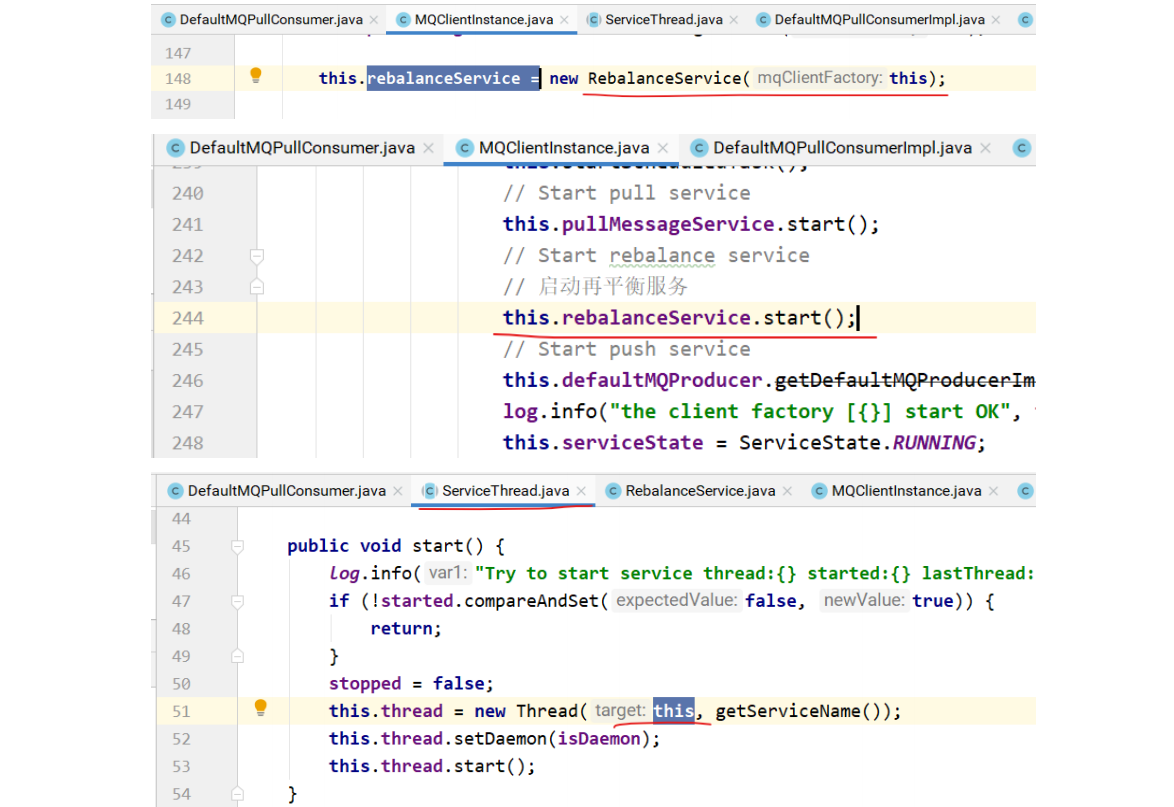 DefaultMQPullConsumer.java MQClientInstance.java ServiceThread.java DefaultMQPullConsumerImpl.java
147
148 this.rebalanceService = new RebalanceService( mqClientFactory: this);
149
DefaultMQPullConsumer.java MQClientInstance.java DefaultMQPullConsumerImpl.java
240 // Start pull service
241 this.pullMessageService.start();
242 // Start rebalance service
243 // 启动再平衡服务
244 this.rebalanceService.start();
245 // Start push service
246 this.defaultMQProducer.getDefaultMQProducerIm
247 log.info("the client factory [{}] start OK",
248 this.serviceState = ServiceState.RUNNING;
DefaultMQPullConsumer.java ServiceThread.java RebalanceService.java MQClientInstance.java
44
45 public void start() {
46 log.info( var1: "Try to start service thread:{} started:{} lastThread:
47 if (!started.compareAndSet( expectedValue: false, newValue: true)) {
48 return;
49 }
50 stopped = false;
51 this.thread = new Thread( target: this, getServiceName());
52 this.thread.setDaemon(isDaemon);
53 this.thread.start();
54 }